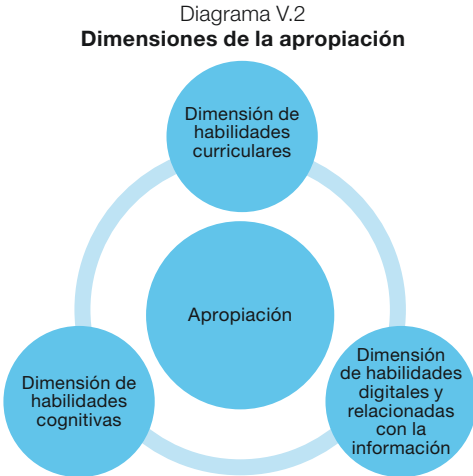 Diagrama V.2
Dimensiones de la apropiación
Dimensión de
habilidades
curriculares
Apropiación
Dimensión de
habilidades
cognitivas
Dimensión
de habilidades
digitales y
relacionadas
con la
información